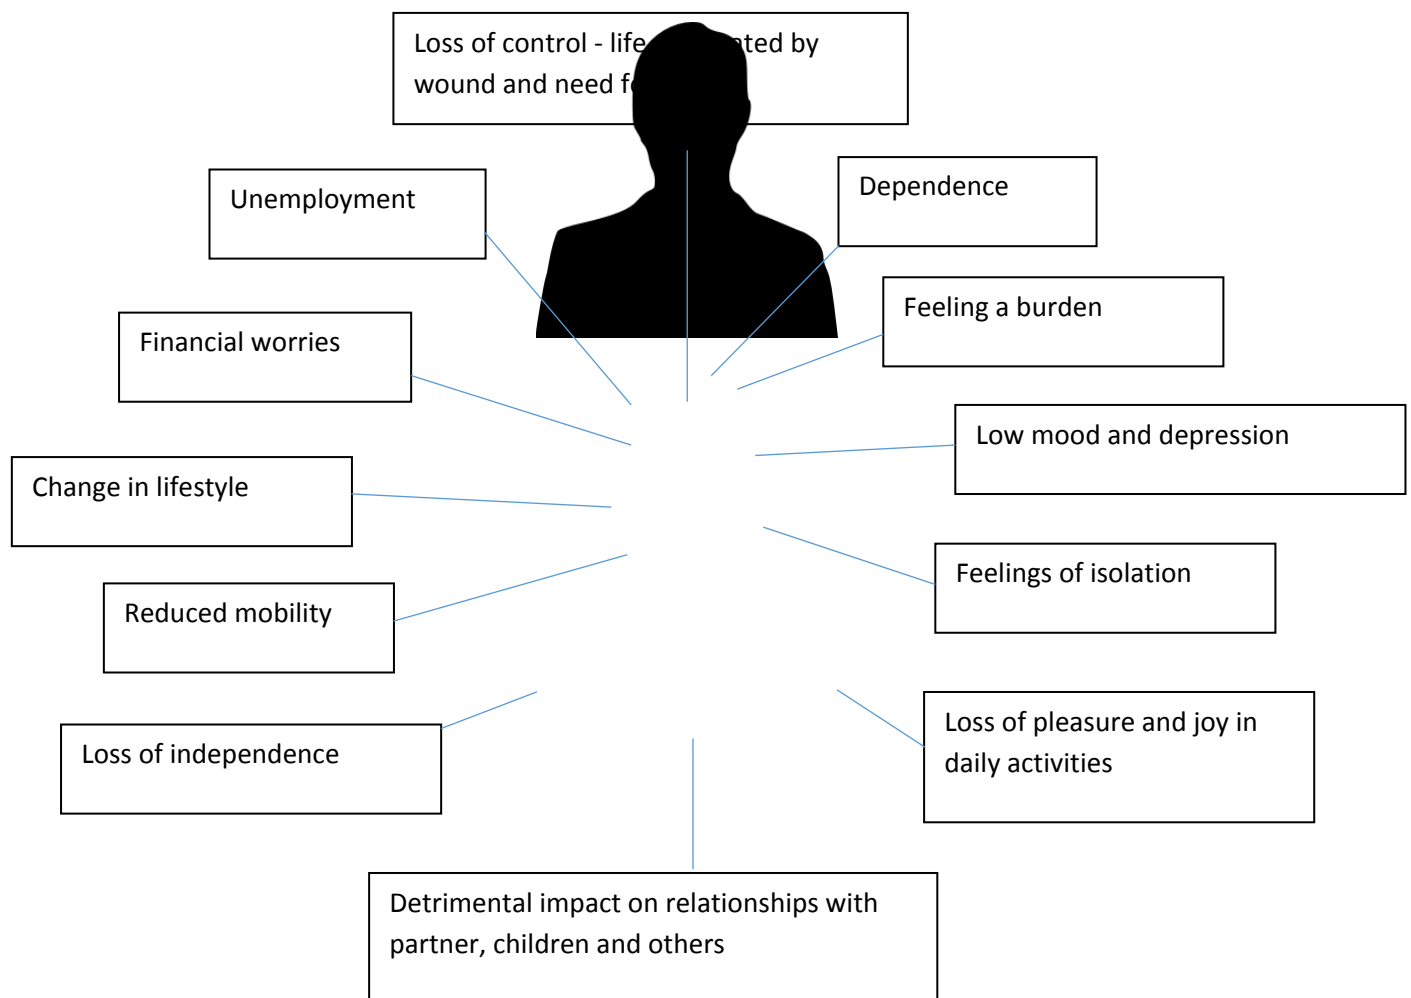 Loss of control - life by
wound and need
Unemployment
Dependence
Feeling a burden
Financial worries
Low mood and depression
Change in lifestyle
Feelings of isolation
Reduced mobility
Loss of pleasure and joy in
daily activities
Loss of independence
Detrimental impact on relationships with
partner, children and others